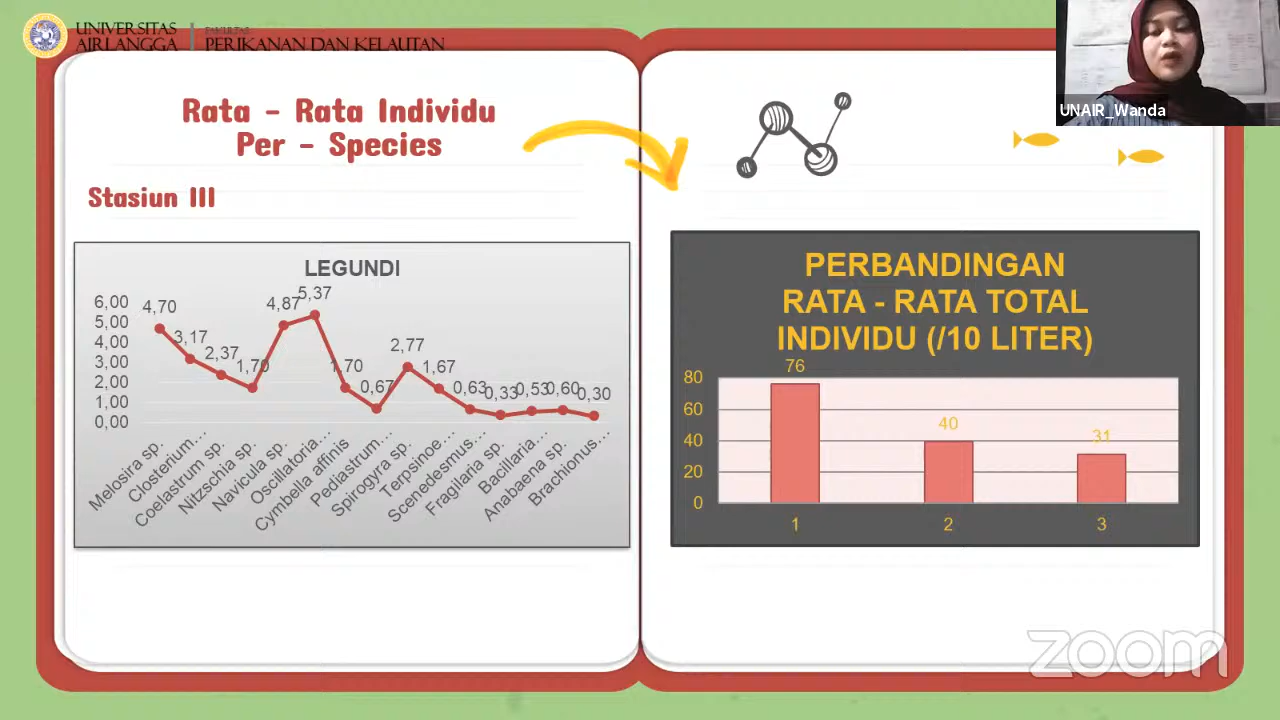 UNIVERSITAS
AIRLANGGA
FAKULTAS
PERIKANAN DAN KELAUTAN
UNAIR_Wanda
Rata - Rata Individu
Per - Species
Stasiun III
LEGUNDI
6,00
5,00
4,00
3,00
2,00
1,00
0,00
4,70
3,17
2,37
1,70
4,87
5,37
1,70
0,67
2,77
1,67
0,63
0,33
0,53
0,60
0,30
Melosira sp.
Closterium...
Coelastrum sp.
Nitzschia sp.
Navicula sp.
Oscillatoria...
Cymbella affinis
Pediastrum...
Spirogyra sp.
Terpsinoe...
Scenedesmus...
Fragilaria sp.
Bacillaria...
Anabaena sp.
Brachionus...
PERBANDINGAN
RATA - RATA TOTAL
INDIVIDU (/10 LITER)
80
60
40
20
0
76
40
31
1
2
3
zoom